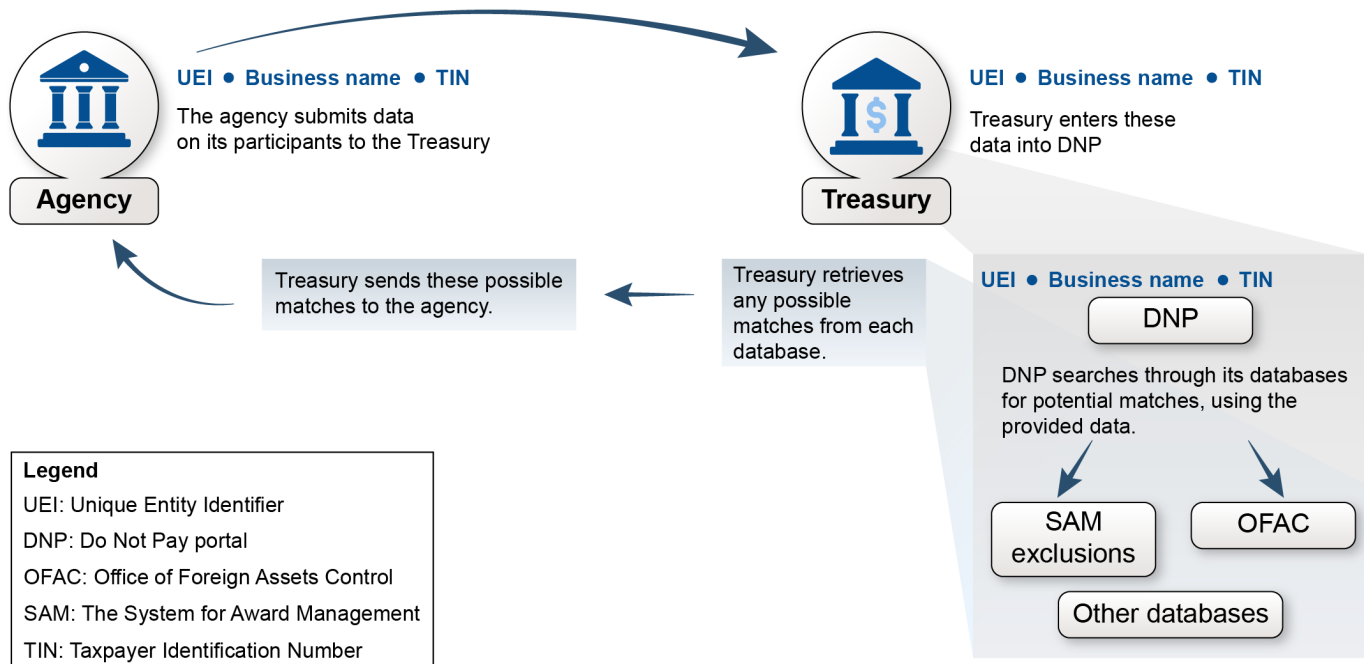 UEI • Business name • TIN
The agency submits data
on its participants to the Treasury
Agency
UEI • Business name • TIN
Treasury enters these
data into DNP
Treasury
UEI • Business name • TIN
DNP
DNP searches through its databases
for potential matches, using the
provided data.
SAM
exclusions
OFAC
Other databases
Treasury retrieves
any possible
matches from each
database.
Treasury sends these possible
matches to the agency.
Legend
UEI: Unique Entity Identifier
DNP: Do Not Pay portal
OFAC: Office of Foreign Assets Control
SAM: The System for Award Management
TIN: Taxpayer Identification Number